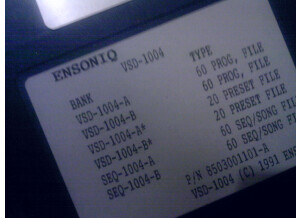 ENSONIQ VSD-1004
BANK TYPE
VSD-1004-A 60 PROG, FILE
VSD-1004-B 60 PROG, FILE
VSD-1004-A* 20 PRESET FILE
VSD-1004-B* 20 PRESET FILE
SEQ-1004-A 60 SEQ/SONG FILE
SEQ-1004-B 60 SEQ/SONG FI
P/N 8503001101-A
VSD-1004 (C) 1991 ENS